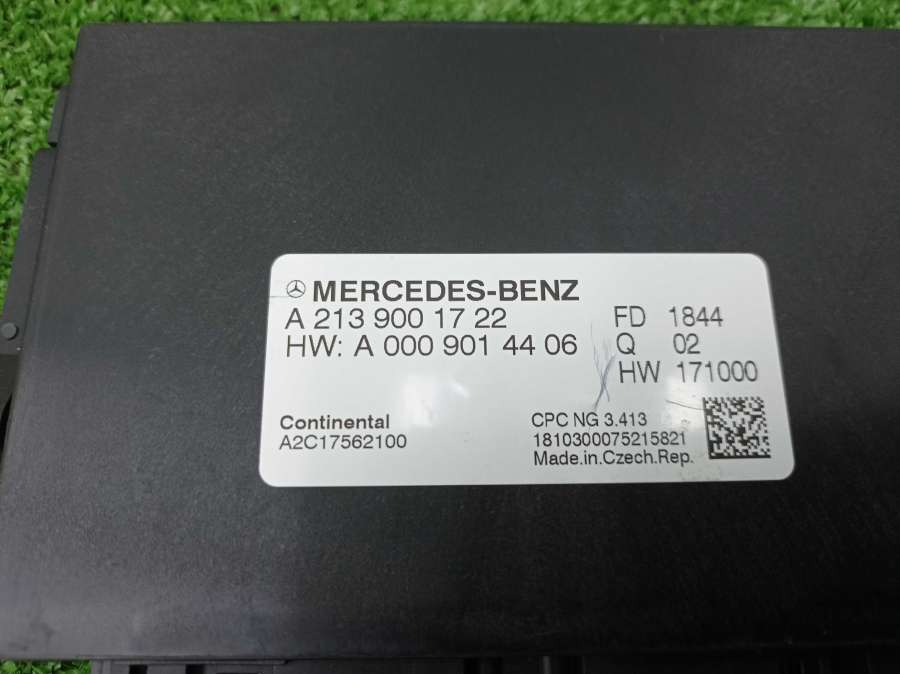 MERCEDES-BENZ
A 213 900 17 22
HW: A 000 901 44 06
FD 1844
Q 02
HW 171000
Continental
A2C17562100
CPC NG 3.413
1810300075215821
Made.in.Czech.Rep.